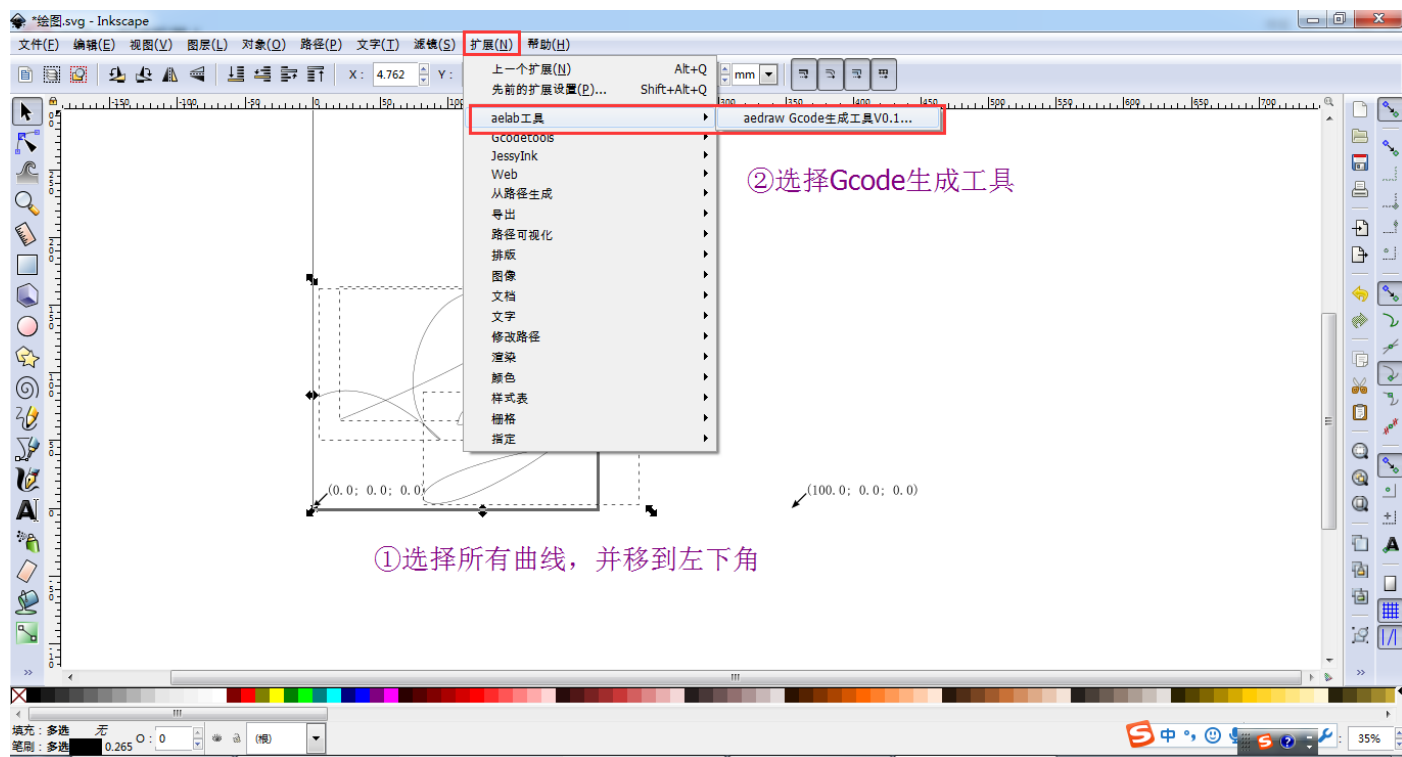 *绘图.svg - Inkscape
文件(F) 编辑(E) 视图(V) 图层(L) 对象(O) 路径(P) 文字(T) 滤镜(S) 扩展(N) 帮助(H)
X: 4.762 Y: mm
上一个扩展(N) Alt+Q
先前的扩展设置(P)... Shift+Alt+Q
aelab工具
aedraw Gcode生成工具V0.1...
Gcodetools
JessyInk
Web
从路径生成
导出
路径可视化
排版
图像
文档
文字
修改路径
渲染
颜色
样式表
栅格
指定
②选择Gcode生成工具
(0.0; 0.0; 0.0)
(100.0; 0.0; 0.0)
①选择所有曲线，并移到左下角
填充: 多选 无
笔刷: 多选 0.265 O: 0 (根)
中
35%